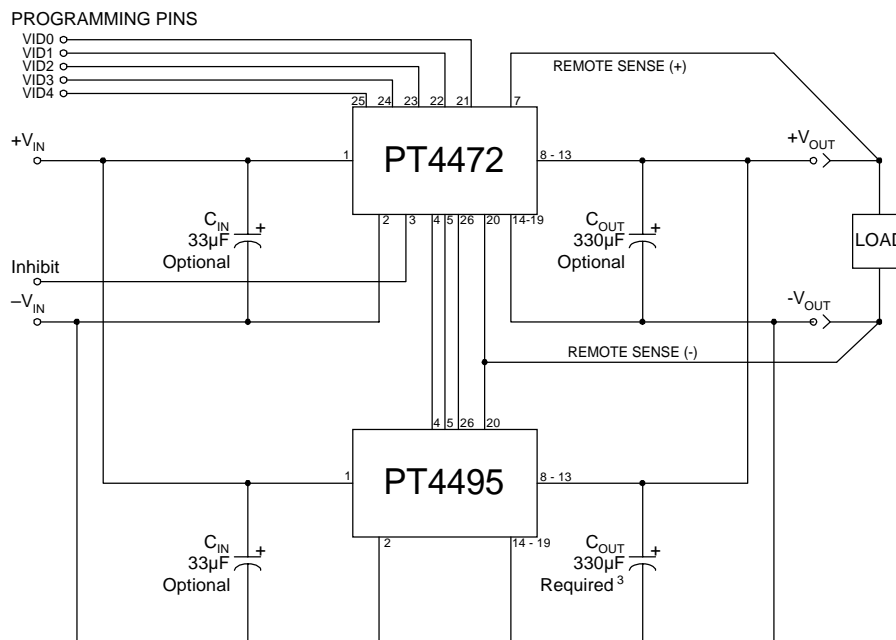 PROGRAMMING PINS
VID0
VID1
VID2
VID3
VID4
25 24 23 22 21 7
REMOTE SENSE (+)
+VIN
1
PT4472
8 - 13
+VOUT
2 3 4 5 26 20 14-19
CIN
+
33µF
Optional
COUT
+
330µF
Optional
LOAD
Inhibit
–VIN
-VOUT
REMOTE SENSE (-)
4 5 26 20
1
PT4495
8 - 13
2
14 - 19
CIN
+
33µF
Optional
COUT
+
330µF
Required 3